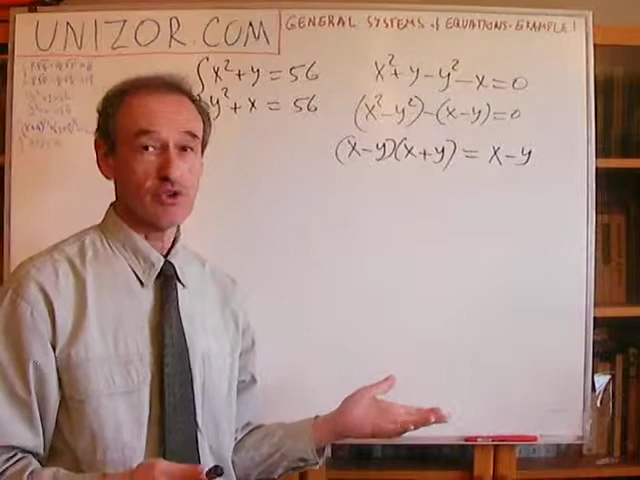 UNIZOR.COM
GENERAL SYSTEMS of EQUATIONS - EXAMPLE 1
x² + y = 56
y² + x = 56
x² + y - y² - x = 0
(x² - y²) - (x - y) = 0
(x - y)(x + y) = x - y